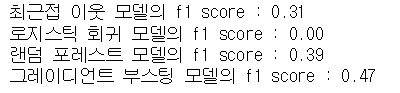 최근접 이웃 모델의 f1 score : 0.31
로지스틱 회귀 모델의 f1 score : 0.00
랜덤 포레스트 모델의 f1 score : 0.39
그레이디언트 부스팅 모델의 f1 score : 0.47